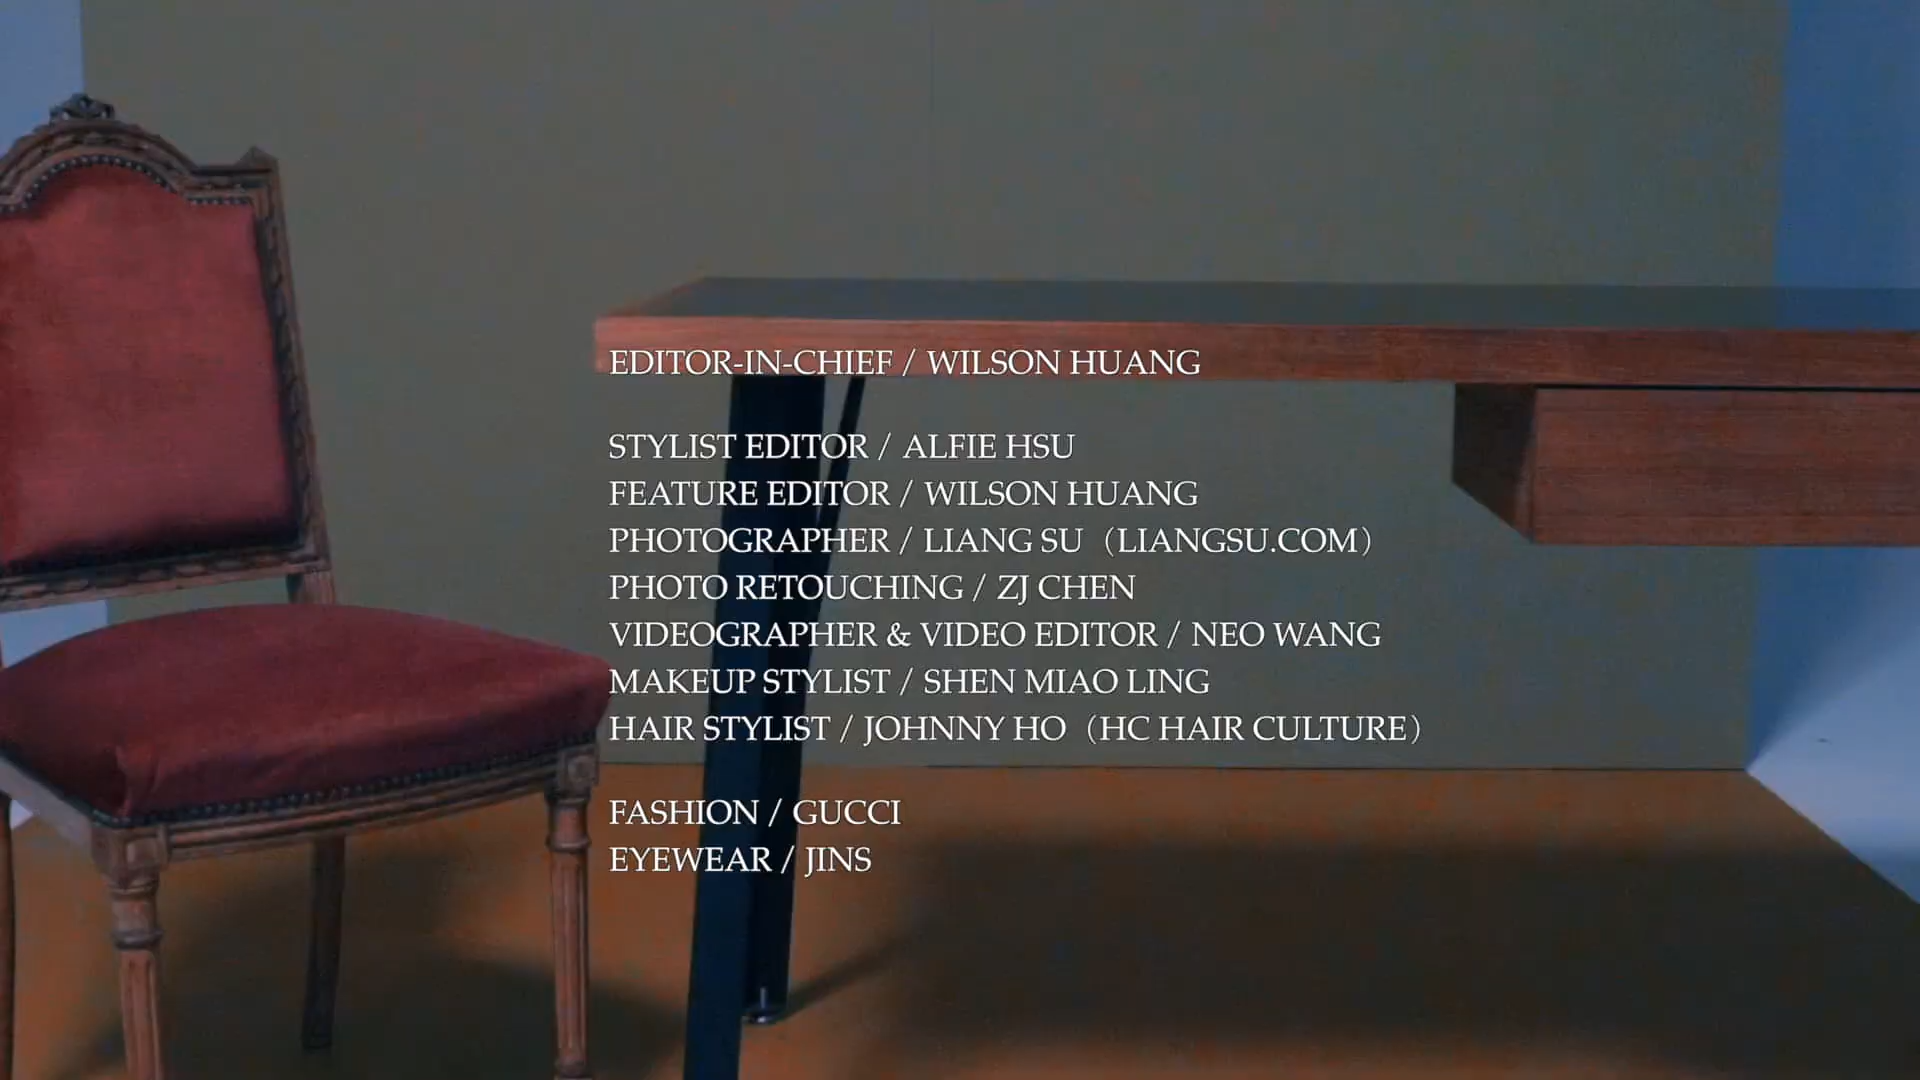 EDITOR-IN-CHIEF / WILSON HUANG
STYLIST EDITOR / ALFIE HSU
FEATURE EDITOR / WILSON HUANG
PHOTOGRAPHER / LIANG SU（LIANGSU.COM）
PHOTO RETOUCHING / ZJ CHEN
VIDEOGRAPHER & VIDEO EDITOR / NEO WANG
MAKEUP STYLIST / SHEN MIAO LING
HAIR STYLIST / JOHNNY HO（HC HAIR CULTURE）
FASHION / GUCCI
EYEWEAR / JINS